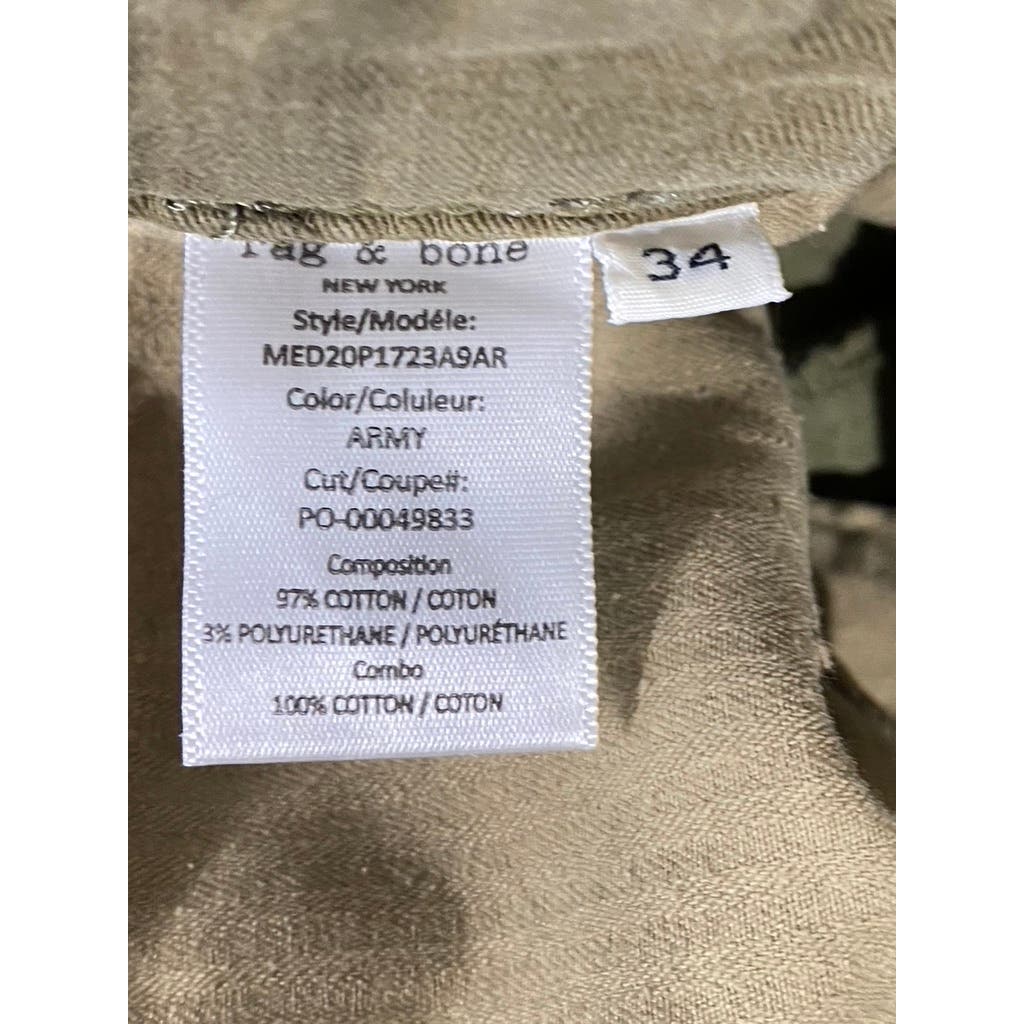 rag & bone
34
NEW YORK
Style/Modéle:
MED20P1723A9AR
Color/Coluleur:
ARMY
Cut/Coupe#:
PO-00049833
Composition
97% COTTON / COTON
3% POLYURETHANE / POLYURÉTHANE
Combo
100% COTTON / COTON